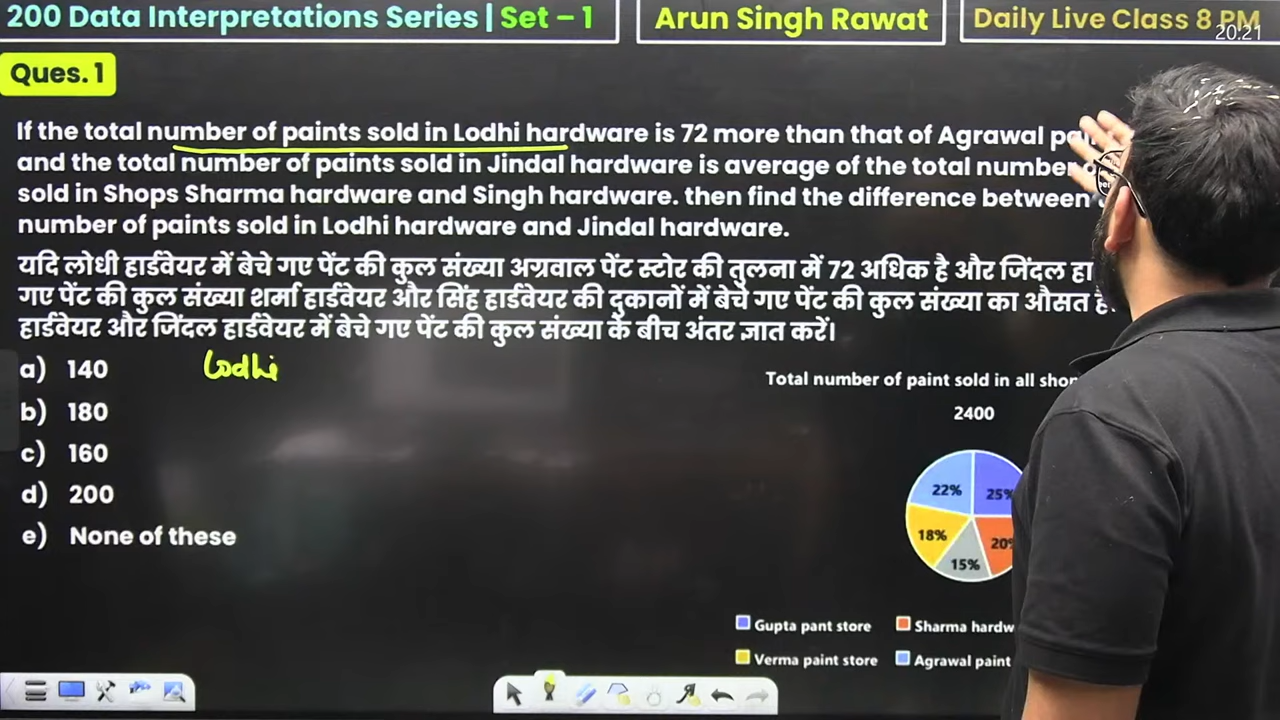 200 Data Interpretations Series | Set – 1
Arun Singh Rawat
Daily Live Class 8 PM
20:21
Ques. 1
If the total number of paints sold in Lodhi hardware is 72 more than that of Agrawal
and the total number of paints sold in Jindal hardware is average of the total number
sold in Shops Sharma hardware and Singh hardware. then find the difference between
number of paints sold in Lodhi hardware and Jindal hardware.
यदि लोधी हार्डवेयर में बेचे गए पेंट की कुल संख्या अग्रवाल पेंट स्टोर की तुलना में 72 अधिक है और जिंदल
गए पेंट की कुल संख्या शर्मा हार्डवेयर और सिंह हार्डवेयर की दुकानों में बेचे गए पेंट की कुल संख्या का औसत
हार्डवेयर और जिंदल हार्डवेयर में बेचे गए पेंट की कुल संख्या के बीच अंतर ज्ञात करें।
a) 140
Lodhi
b) 180
c) 160
d) 200
e) None of these
Total number of paint sold in all
2400
22%
25%
18%
20%
15%
Gupta pant store
Sharma
Verma paint store
Agrawal paint